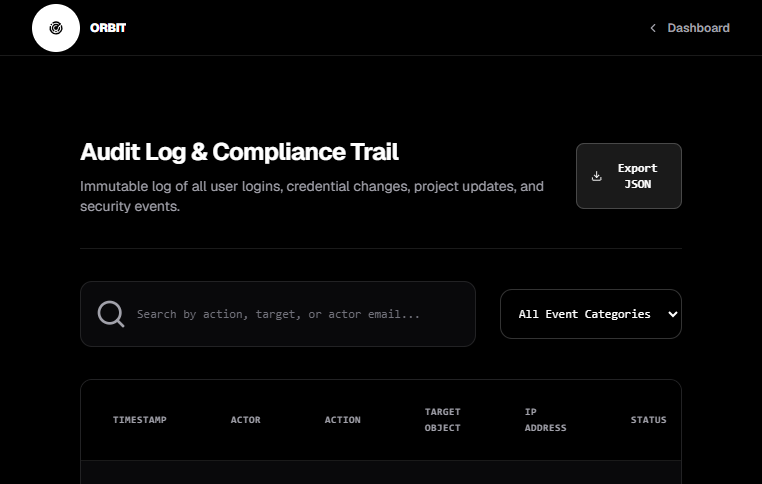 ORBIT
Dashboard
Audit Log & Compliance Trail
Export
JSON
Immutable log of all user logins, credential changes, project updates, and
security events.
Search by action, target, or actor email...
All Event Categories
TIMESTAMP
ACTOR
ACTION
TARGET
OBJECT
IP
ADDRESS
STATUS